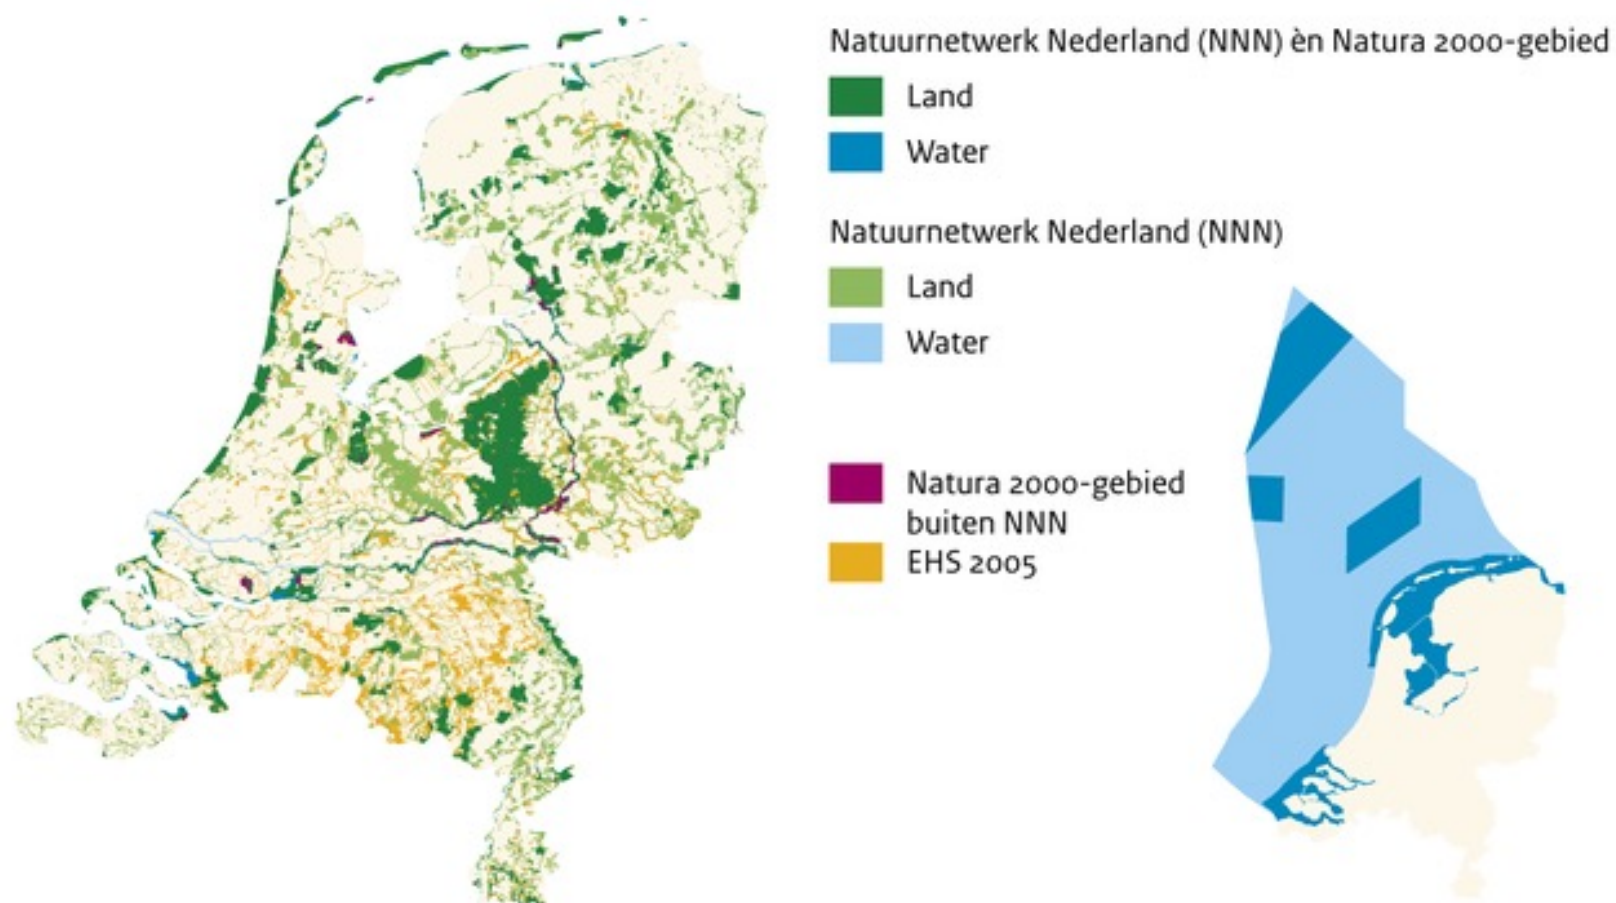 Natuurnetwerk Nederland (NNN) èn Natura 2000-gebied
Land
Water
Natuurnetwerk Nederland (NNN)
Land
Water
Natura 2000-gebied
buiten NNN
EHS 2005